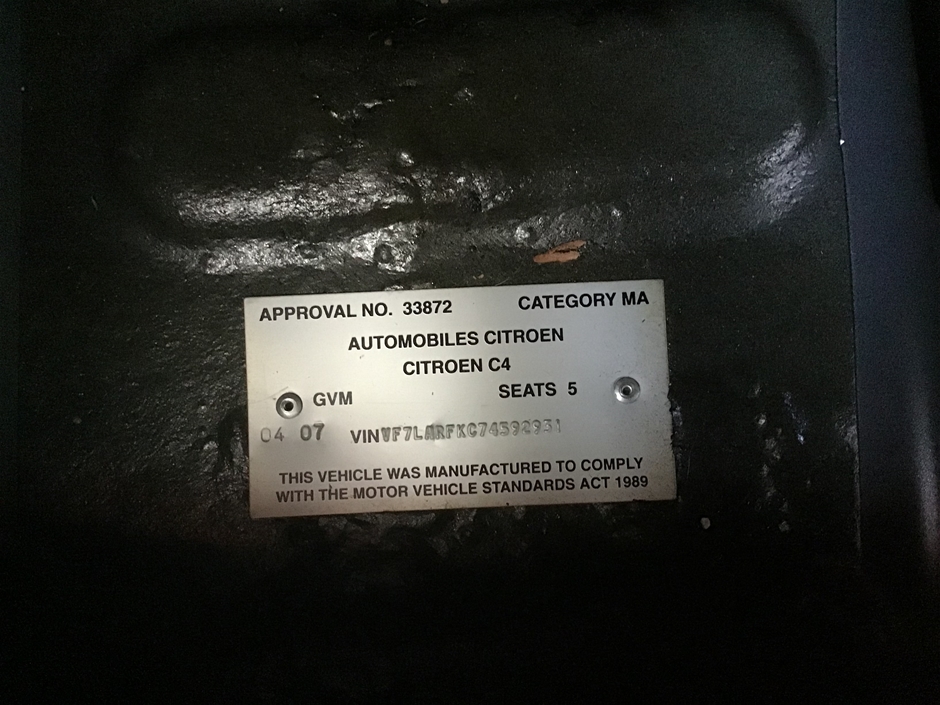 APPROVAL NO. 33872 CATEGORY MA
AUTOMOBILES CITROEN
CITROEN C4
GVM SEATS 5
04 07 VIN VF7LARFKC74592931
THIS VEHICLE WAS MANUFACTURED TO COMPLY
WITH THE MOTOR VEHICLE STANDARDS ACT 1989